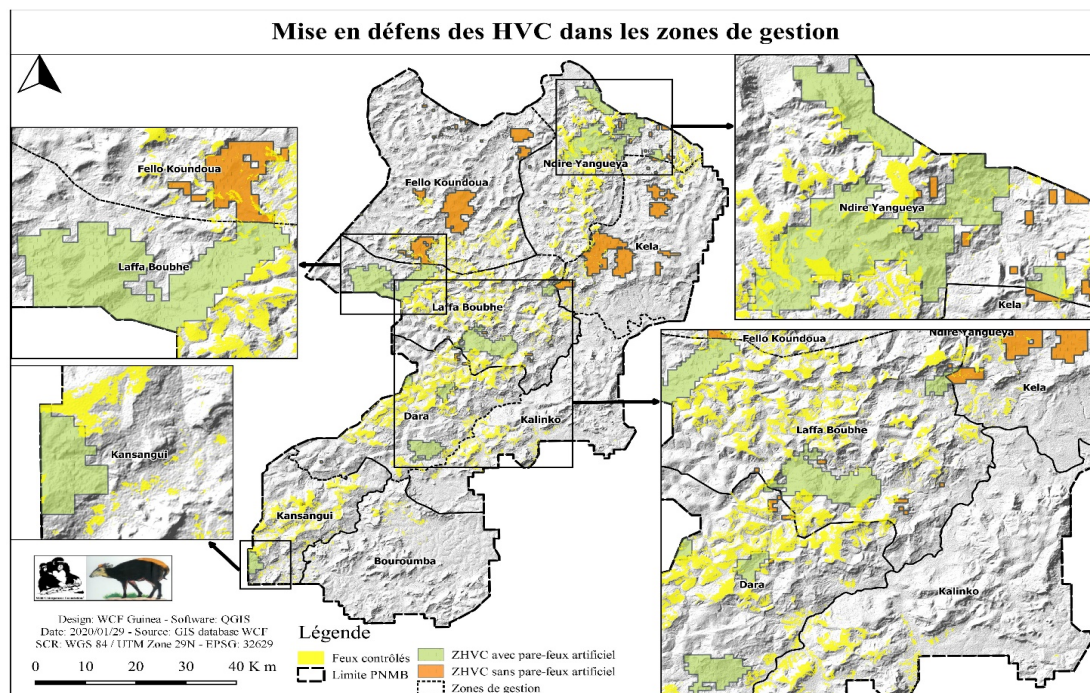 Mise en défens des HVC dans les zones de gestion
Fello Koundoua
Laffa Boubhe
Kansangui
Ndire Yangueya
Fello Koundoua
Kela
Laffa Boubhe
Dara
Kalinko
Kansangui
Bouroumba
Ndire Yangueya
Kela
Fello Koundoua
Ndire Yangueya
Kela
Laffa Boubhe
Dara
Kalinko
Design: WCF Guinea - Software: QGIS
Date: 2020/01/29 - Source: GIS database WCF
SCR: WGS 84 / UTM Zone 29N - EPSG: 32629
0 10 20 30 40 K m
Légende
Feux contrôlés
Limite PNMB
ZHVC avec pare-feux artificiel
ZHVC sans pare-feux artificiel
Zones de gestion